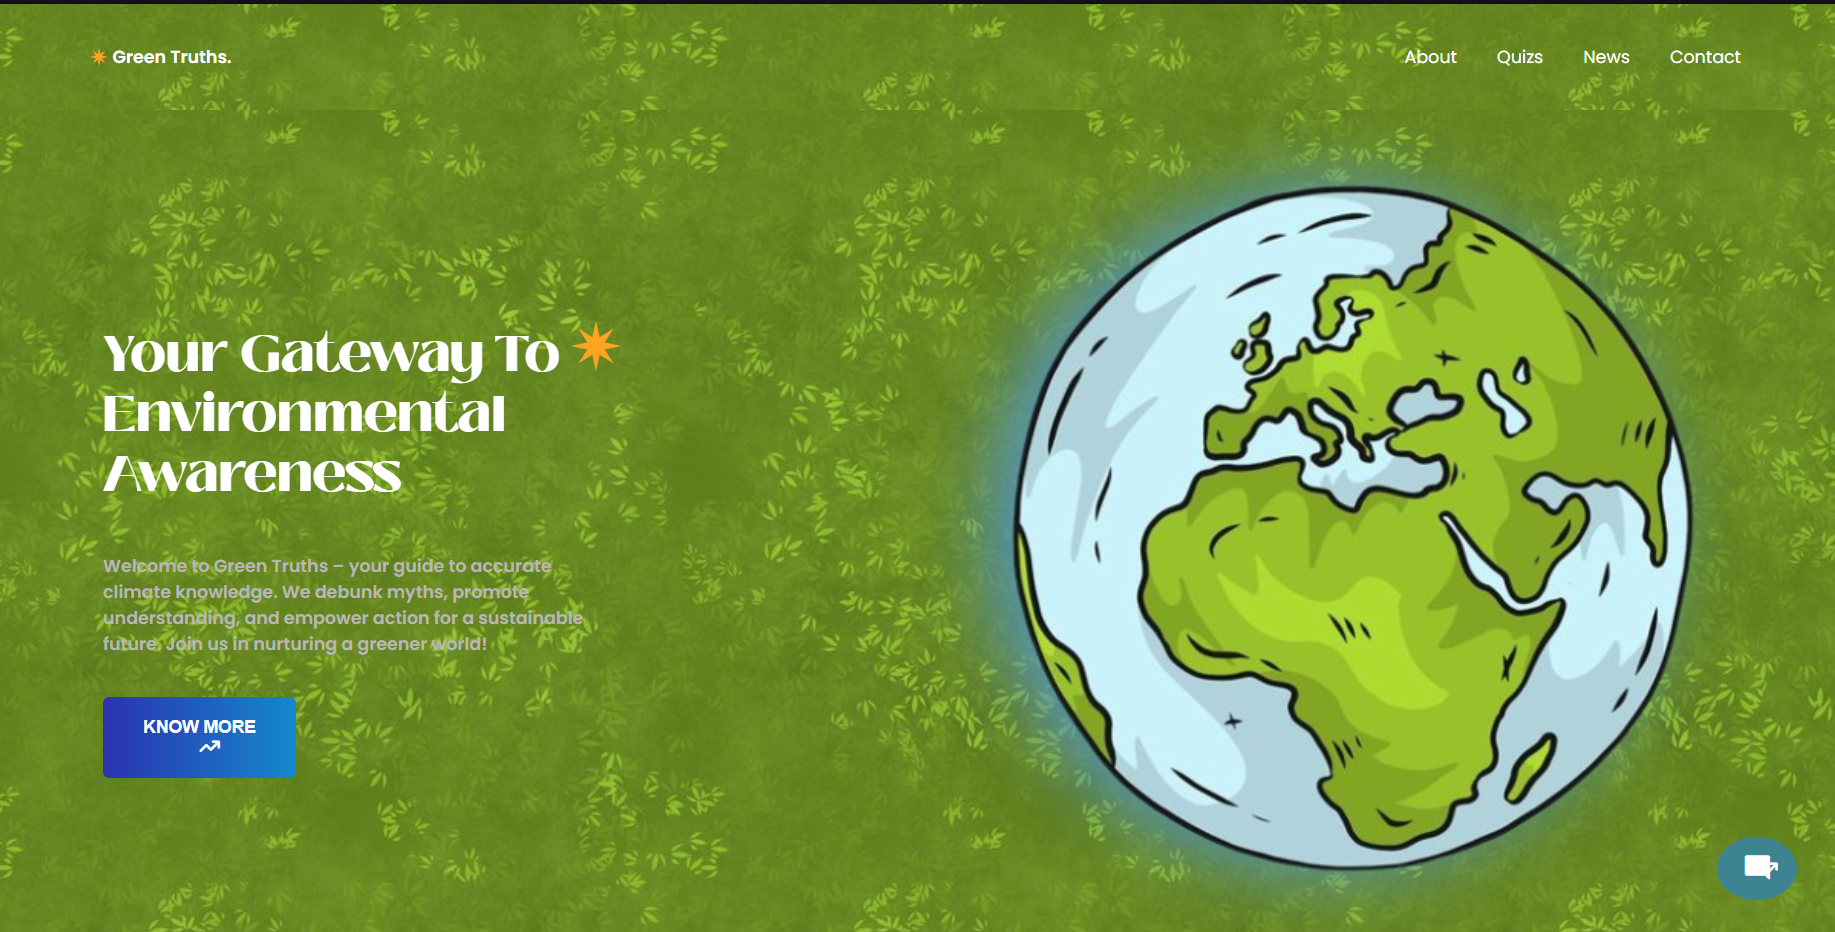 Green Truths.
About Quizs News Contact
Your Gateway To
Environmental
Awareness
Welcome to Green Truths – your guide to accurate
climate knowledge. We debunk myths, promote
understanding, and empower action for a sustainable
future. Join us in nurturing a greener world!
KNOW MORE